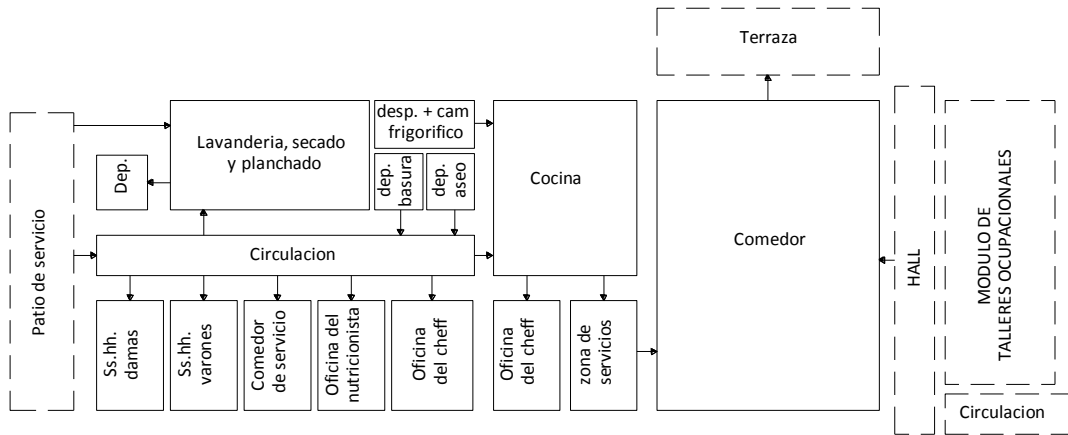 Terraza
Patio de servicio
Lavanderia, secado
y planchado
Dep.
desp. + cam
frigorifico
dep.
basura
dep.
aseo
Cocina
Circulacion
Ss.hh.
damas
Ss.hh.
varones
Comedor
de servicio
Oficina del
nutricionista
Oficina
del cheff
Oficina
del cheff
zona de
servicios
Comedor
HALL
MODULO DE
TALLERES OCUPACIONALES
Circulacion